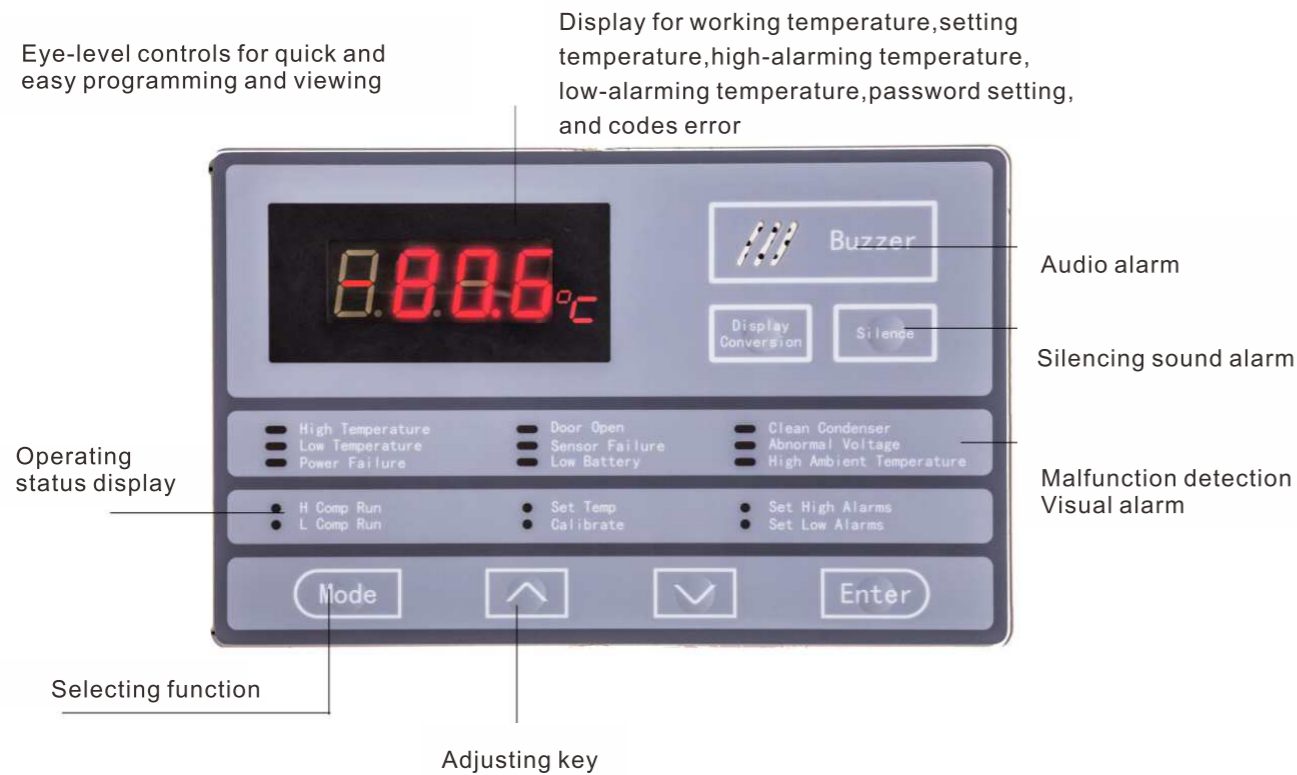 Display for working temperature,setting
temperature,high-alarming temperature,
low-alarming temperature,password setting,
and codes error
Eye-level controls for quick and
easy programming and viewing
-80.6°C
Buzzer
Audio alarm
Display
Conversion
Silence
Silencing sound alarm
High Temperature
Low Temperature
Power Failure
Door Open
Sensor Failure
Low Battery
Clean Condenser
Abnormal Voltage
High Ambient Temperature
Operating
status display
Malfunction detection
Visual alarm
H Comp Run
L Comp Run
Set Temp
Calibrate
Set High Alarms
Set Low Alarms
Mode
Enter
Selecting function
Adjusting key